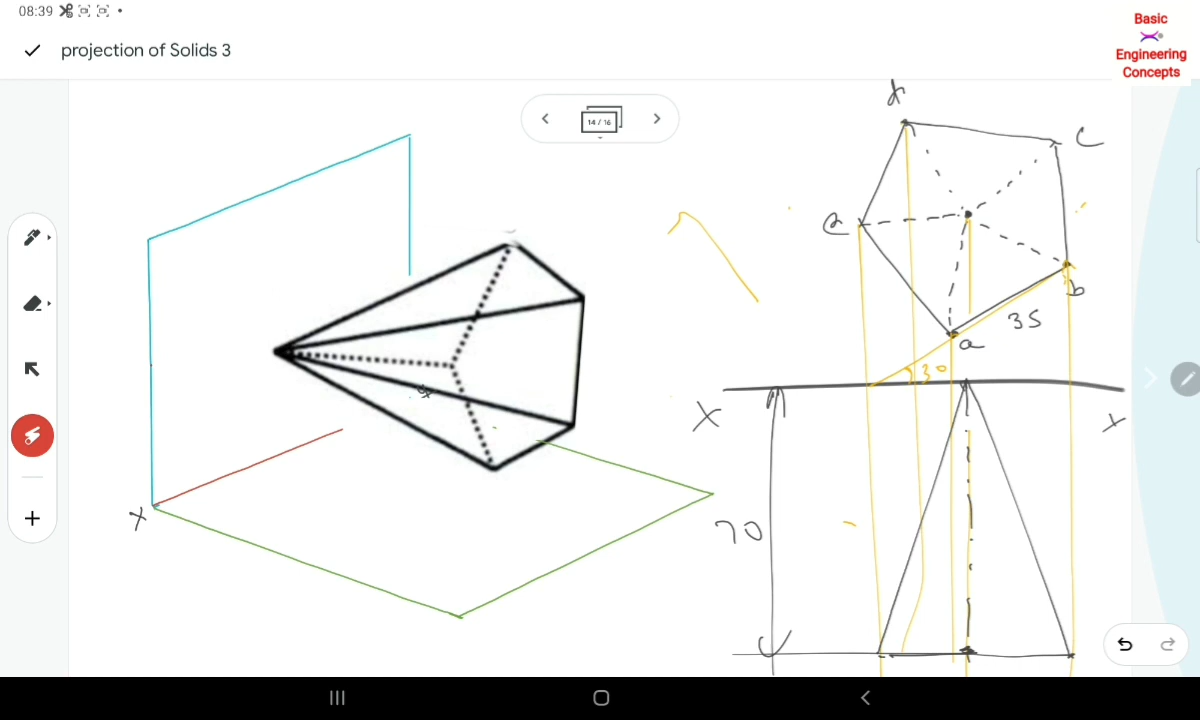 08:39
projection of Solids 3
Basic
Engineering
Concepts
14 / 16
d
c
e
b
35
a
30
X
70
X
Y